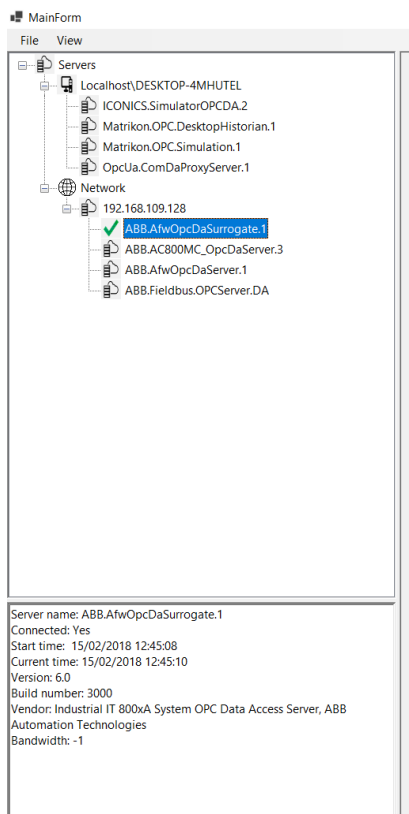 MainForm
File View
Servers
Localhost\DESKTOP-4MHUTEL
ICONICS.SimulatorOPCDA.2
Matrikon.OPC.DesktopHistorian.1
Matrikon.OPC.Simulation.1
OpcUa.ComDaProxyServer.1
Network
192.168.109.128
ABB.AfwOpcDaSurrogate.1
ABB.AC800MC_OpcDaServer.3
ABB.AfwOpcDaServer.1
ABB.Fieldbus.OPCServer.DA
Server name: ABB.AfwOpcDaSurrogate.1
Connected: Yes
Start time: 15/02/2018 12:45:08
Current time: 15/02/2018 12:45:10
Version: 6.0
Build number: 3000
Vendor: Industrial IT 800xA System OPC Data Access Server, ABB
Automation Technologies
Bandwidth: -1